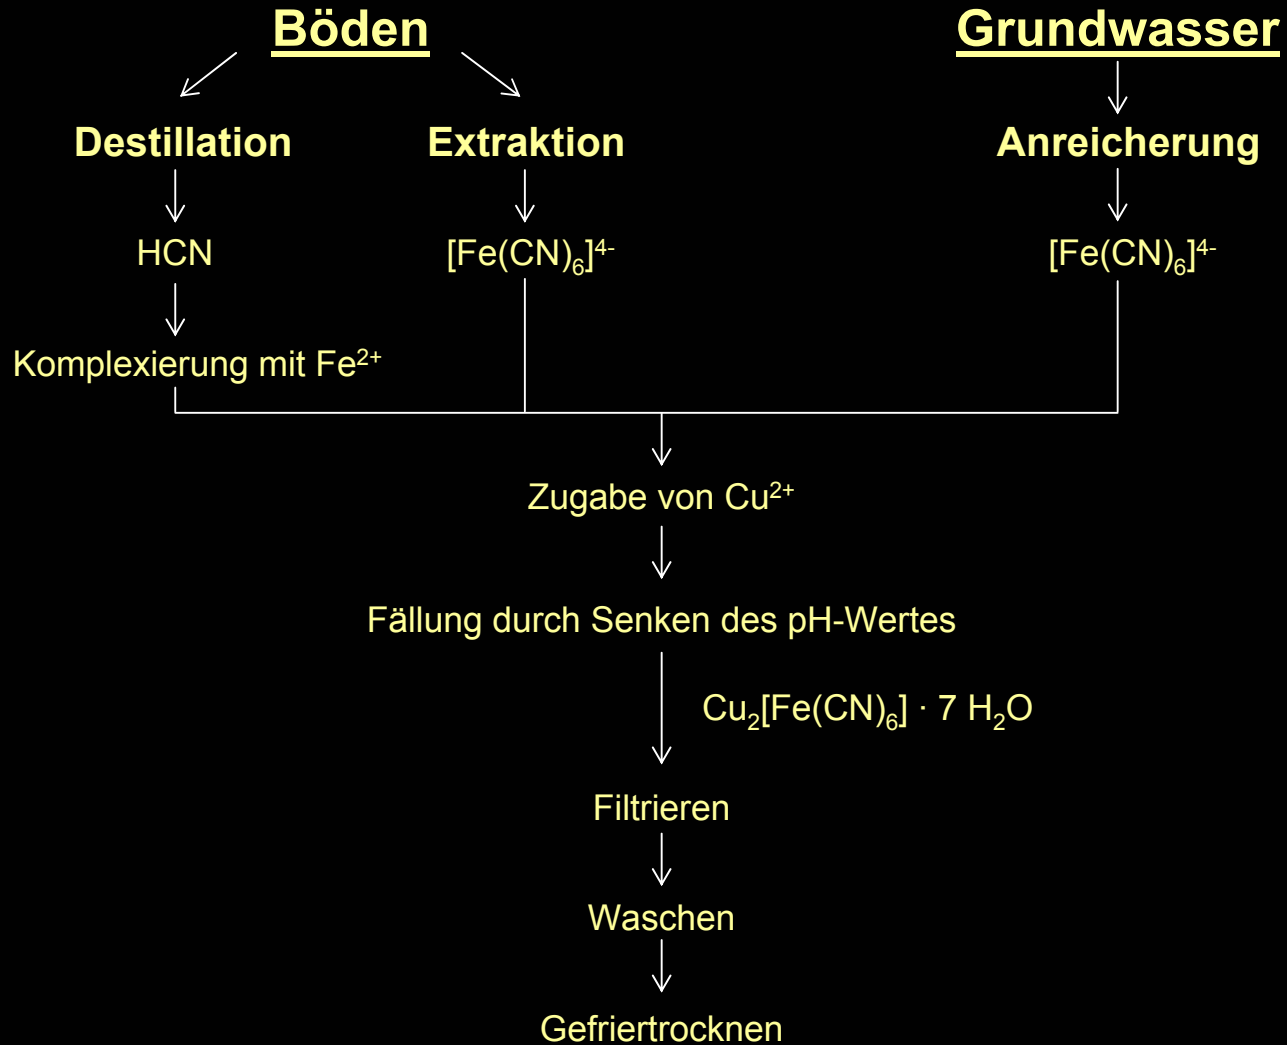 Böden
Grundwasser
Destillation
Extraktion
Anreicherung
HCN
[Fe(CN)₆]⁴⁻
[Fe(CN)₆]⁴⁻
Komplexierung mit Fe²⁺
Zugabe von Cu²⁺
Fällung durch Senken des pH-Wertes
Cu₂[Fe(CN)₆] · 7 H₂O
Filtrieren
Waschen
Gefriertrocknen